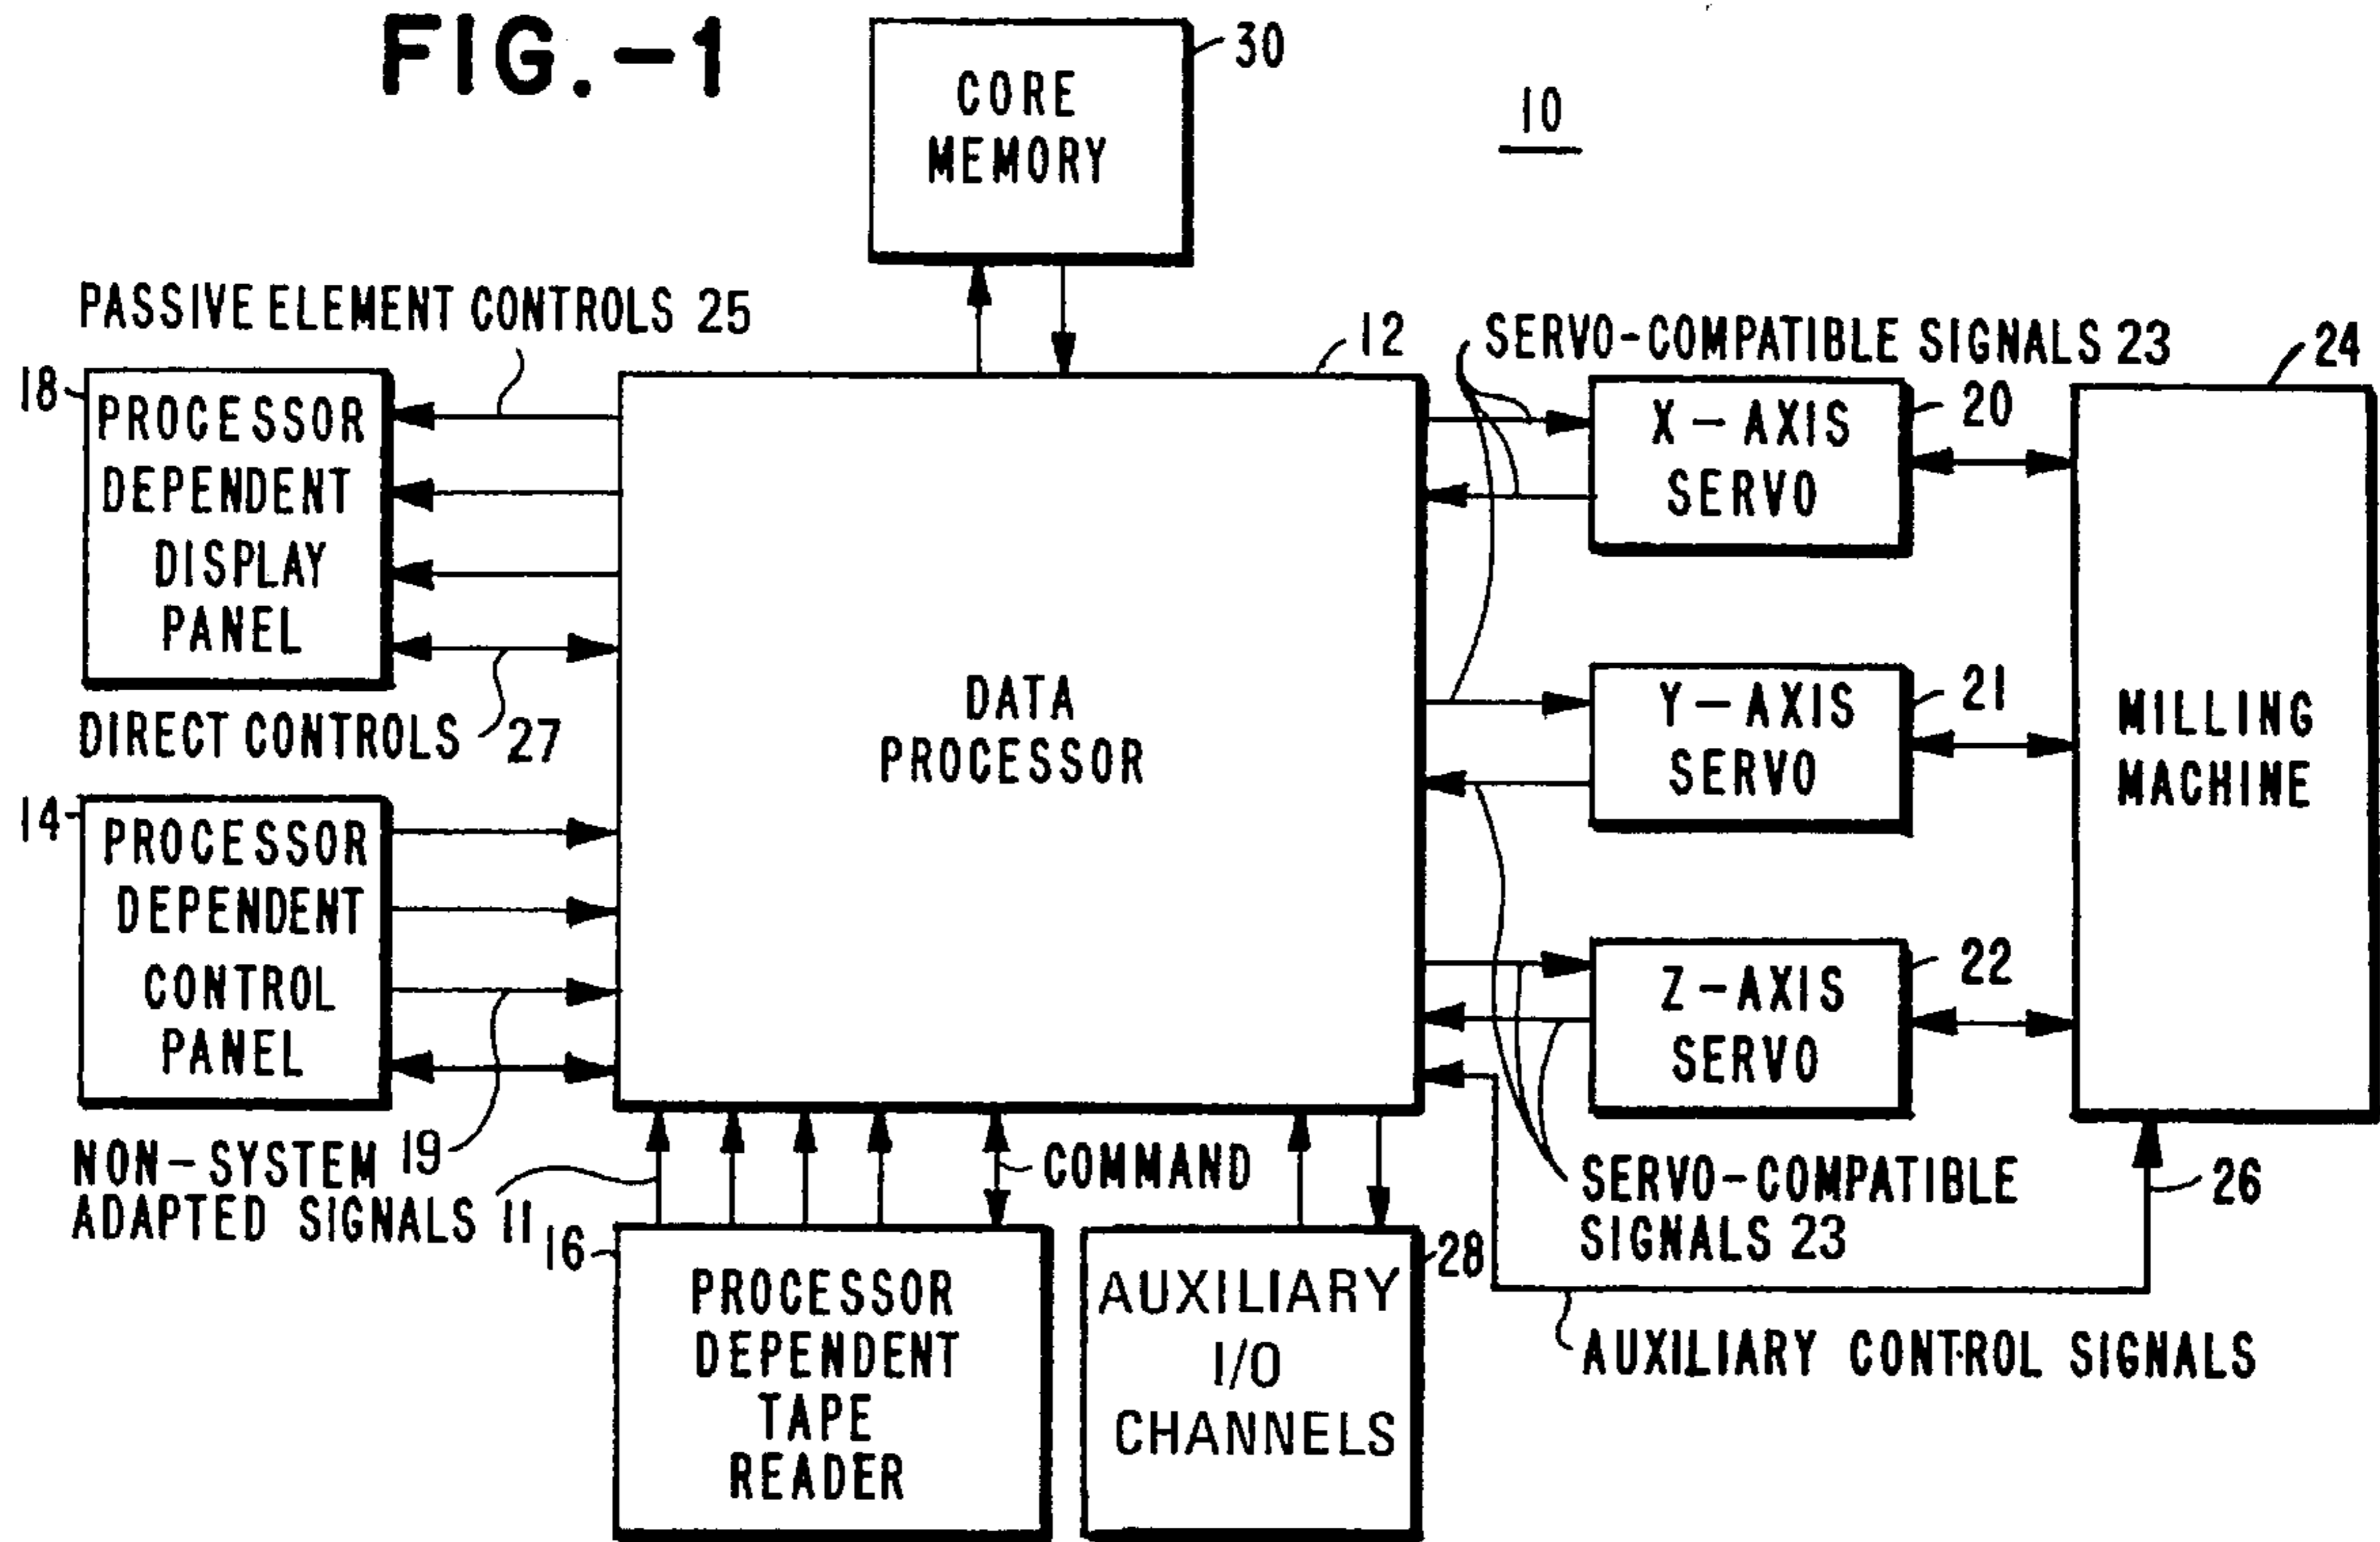 FIG.-1
CORE
MEMORY
30
10
PASSIVE ELEMENT CONTROLS 25
18
PROCESSOR
DEPENDENT
DISPLAY
PANEL
DIRECT CONTROLS 27
14
PROCESSOR
DEPENDENT
CONTROL
PANEL
NON-SYSTEM
ADAPTED SIGNALS 11
19
12
DATA
PROCESSOR
SERVO-COMPATIBLE SIGNALS 23
X-AXIS
SERVO
20
Y-AXIS
SERVO
21
Z-AXIS
SERVO
22
24
MILLING
MACHINE
COMMAND
16
PROCESSOR
DEPENDENT
TAPE
READER
28
AUXILIARY
I/O
CHANNELS
SERVO-COMPATIBLE
SIGNALS 23
26
AUXILIARY CONTROL SIGNALS